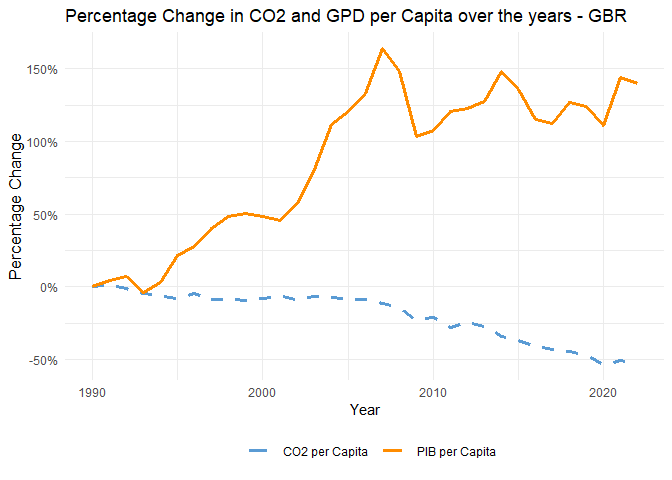 Percentage Change in CO2 and GPD per Capita over the years - GBR
Percentage Change
150%
100%
50%
0%
-50%
1990 2000 2010 2020
Year
CO2 per Capita PIB per Capita